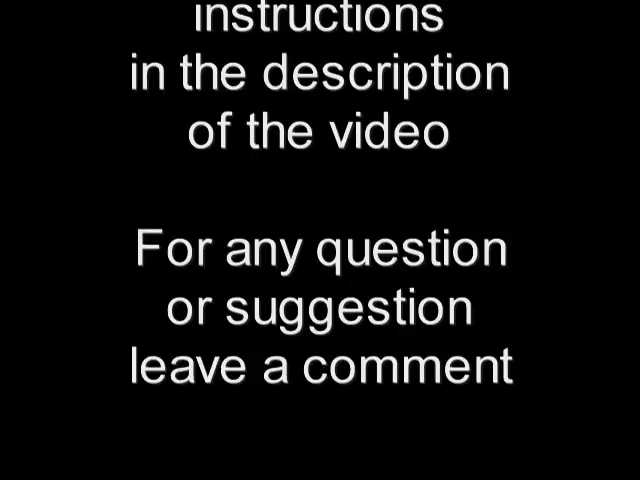 instructions
in the description
of the video
For any question
or suggestion
leave a comment